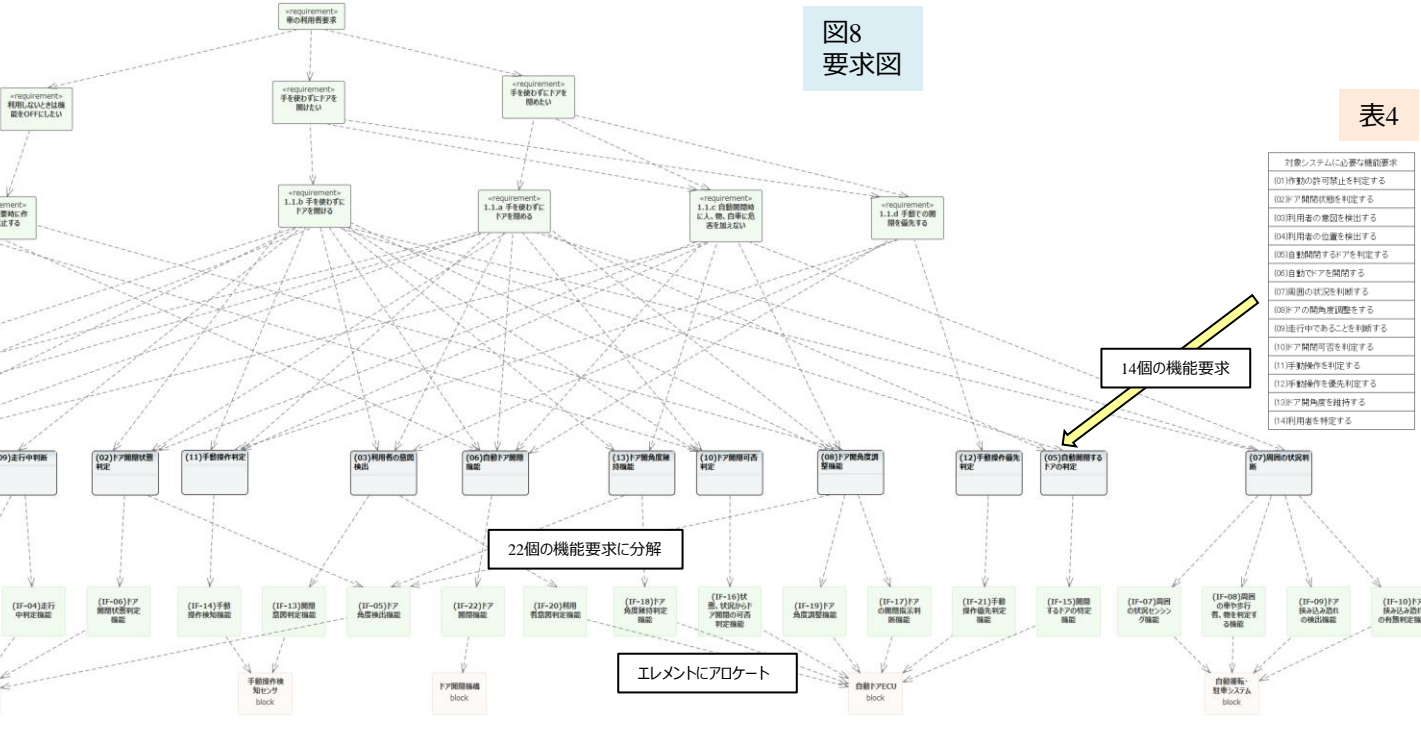 «requirement»
車の利用者要求
図8
要求図
«requirement»
利用しないときは機
能をOFFにしたい
«requirement»
手を使わずにドアを
開けたい
«requirement»
手を使わずにドアを
閉めたい
表4
対象システムに必要な機能要求
(01)作動の許可禁止を判定する
(02)ドア開閉状態を判定する
(03)利用者の意図を検出する
(04)利用者の位置を検出する
(05)自動開閉するドアを判定する
(06)自動でドアを開閉する
(07)周囲の状況を判断する
(08)ドアの開角度調整をする
(09)走行中であることを判断する
(10)ドア開閉可否を判定する
(11)手動操作を判定する
(12)手動操作を優先判定する
(13)ドア開角度を維持する
(14)利用者を特定する
ement»
要時に作
止する
«requirement»
1.1.b 手を使わずに
ドアを開ける
«requirement»
1.1.a 手を使わずに
ドアを閉める
«requirement»
1.1.c 自動開閉時
に人、物、自車に危
害を加えない
«requirement»
1.1.d 手動での開
閉を優先する
14個の機能要求
09)走行中判断
(02)ドア開閉状態
判定
(11)手動操作判定
(03)利用者の意図
検出
(06)自動ドア開閉
機能
(13)ドア開角度維
持機能
(10)ドア開閉可否
判定
(08)ドア開角度調
整機能
(12)手動操作優先
判定
(05)自動開閉する
ドアの判定
(07)周囲の状況判
断
22個の機能要求に分解
(IF-04)走行
中判定機能
(IF-06)ドア
開閉状態判定
機能
(IF-14)手動
操作検知機能
(IF-13)開閉
意図判定機能
(IF-05)ドア
角度検出機能
(IF-22)ドア
開閉機能
(IF-20)利用
者意図判定機能
(IF-18)ドア
角度維持判定
機能
(IF-16)状
態、状況からド
ア開閉の可否
判定機能
(IF-19)ドア
角度調整機能
(IF-17)ドア
の開閉指示判
断機能
(IF-21)手動
操作優先判定
機能
(IF-15)開閉
するドアの特定
機能
(IF-07)周囲
の状況センシン
グ機能
(IF-08)周囲
の車や歩行
者、物を判定す
る機能
(IF-09)ドア
挟み込み恐れ
の検出機能
(IF-10)ドア
挟み込み恐れ
の有無判定機
エレメントにアロケート
手動操作検
知センサ
block
ドア開閉機構
block
自動ドアECU
block
自動運転・
駐車システム
block